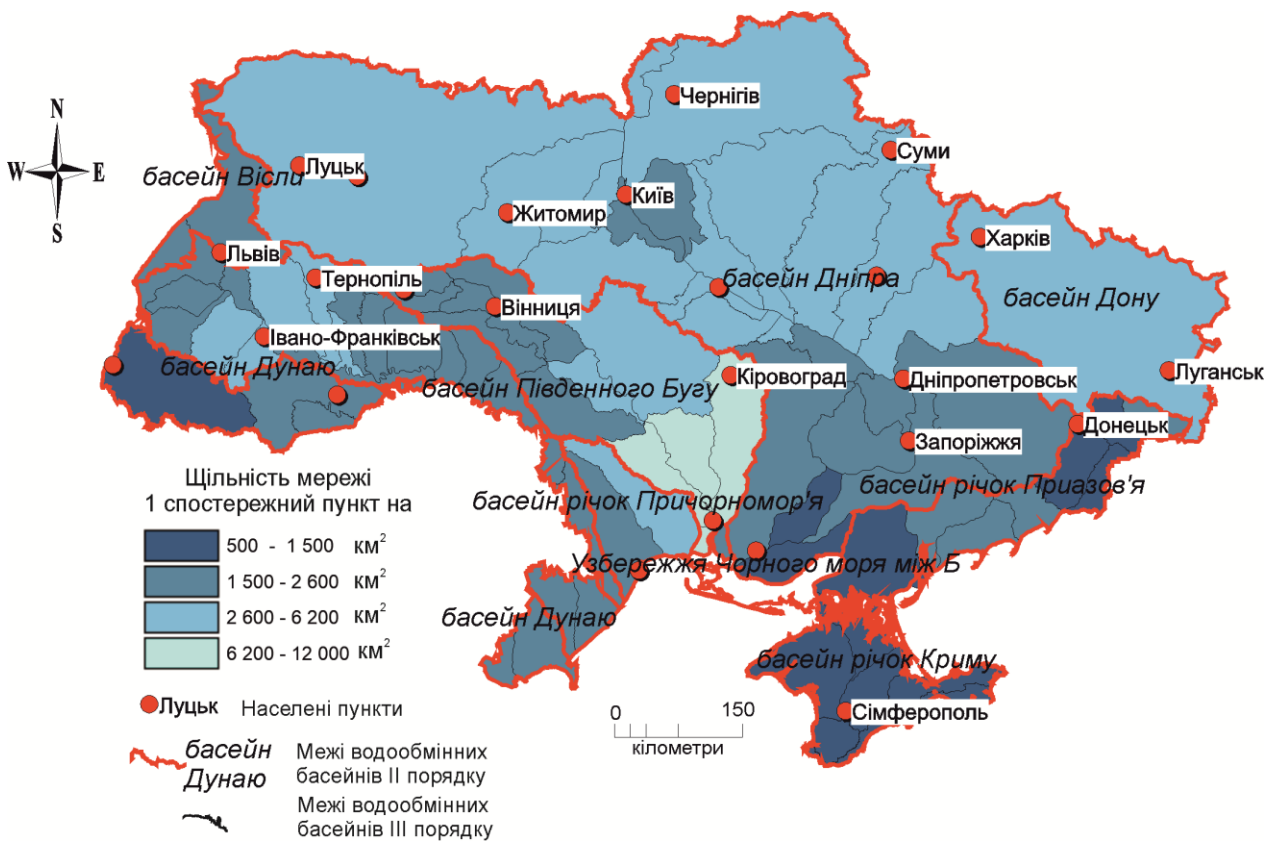 N
W
E
S
Чернігів
Суми
Луцьк
басейн Вісли
Київ
Житомир
Харків
Львів
Тернопіль
басейн Дніпра
басейн Дону
Вінниця
Івано-Франківськ
басейн Дунаю
басейн Південного Бугу
Кіровоград
Дніпропетровськ
Луганськ
Донецьк
Запоріжжя
басейн річок Причорномор'я
басейн річок Приазов'я
Узбережжя Чорного моря між Б
басейн Дунаю
басейн річок Криму
Сімферополь
Щільність мережі
1 спостережний пункт на
500 - 1 500 км²
1 500 - 2 600 км²
2 600 - 6 200 км²
6 200 - 12 000 км²
Луцьк Населені пункти
басейн
Дунаю
Межі водообмінних
басейнів ІІ порядку
Межі водообмінних
басейнів ІІІ порядку
0 150
кілометри